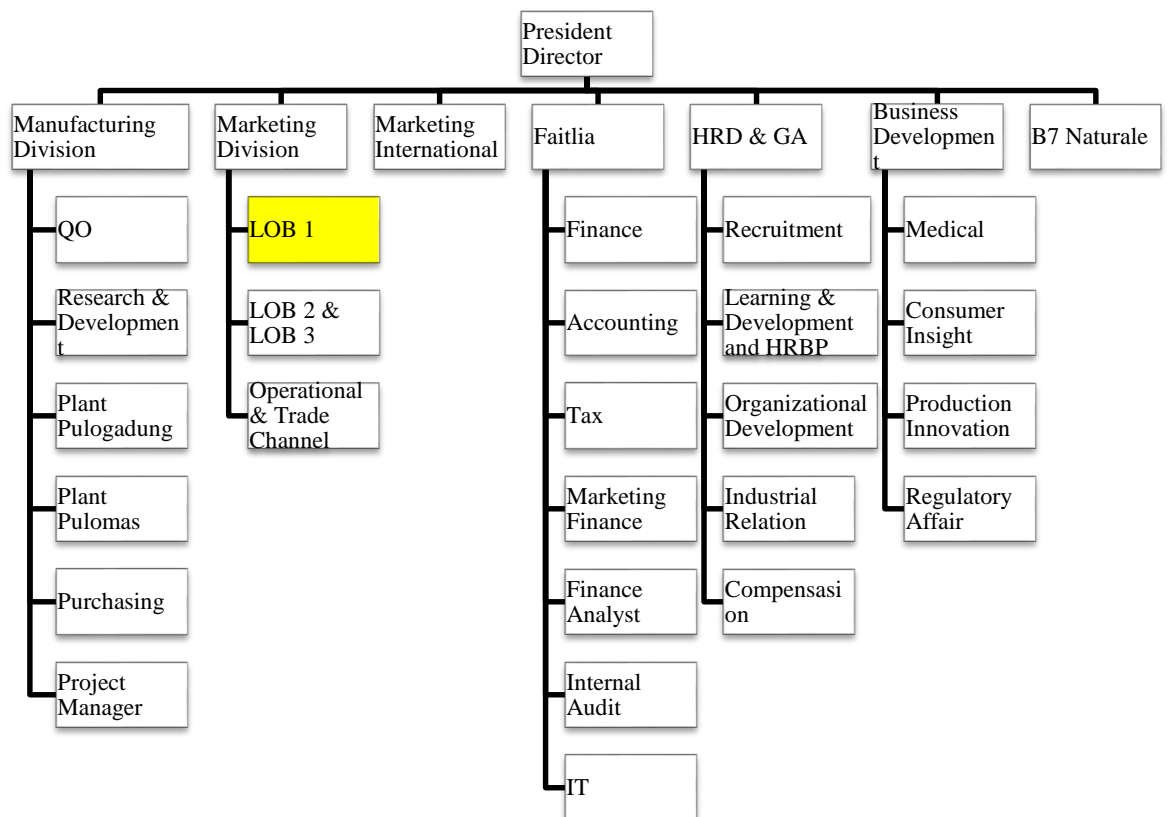 President
Director
Manufacturing
Division
Marketing
Division
Marketing
International
Faitlia
HRD & GA
Business
Developmen
t
B7 Naturale
QO
Research &
Developmen
t
Plant
Pulogadung
Plant
Pulomas
Purchasing
Project
Manager
LOB 1
LOB 2 &
LOB 3
Operational
& Trade
Channel
Finance
Accounting
Tax
Marketing
Finance
Finance
Analyst
Internal
Audit
IT
Recruitment
Learning &
Development
and HRBP
Organizational
Development
Industrial
Relation
Compensasi
on
Medical
Consumer
Insight
Production
Innovation
Regulatory
Affair